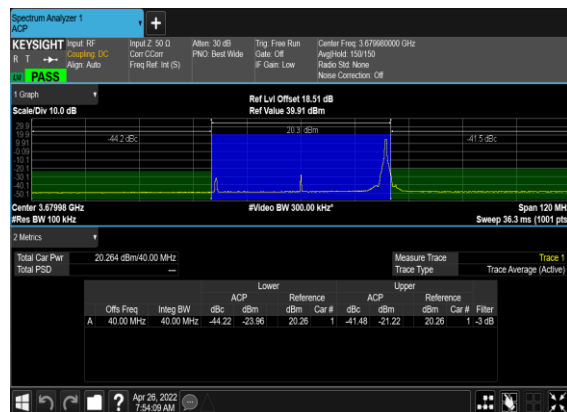 Spectrum Analyzer 1
ACP
+
KEYSIGHT Input: RF Input Z: 50 Ω Atten: 30 dB Trig: Free Run Center Freq: 3.679980000 GHz
R T Coupling: DC Corr CCorr PNO: Best Wide Gate: Off Avg|Hold: 150/150
Align: Auto Freq Ref: Int (S) IF Gain: Low Radio Std: None
Noise Correction: Off
PASS
1 Graph
Scale/Div 10.0 dB
Ref Lvl Offset 18.51 dB
Ref Value 39.91 dBm
29.9
19.9
9.91
-0.09
-10.1
-20.1
-30.1
-40.1
-50.1
-44.2 dBc
20.3 dBm
-41.5 dBc
Center 3.67998 GHz #Video BW 300.00 kHz* Span 120 MHz
#Res BW 100 kHz Sweep 36.3 ms (1001 pts)
2 Metrics
Total Car Pwr 20.264 dBm/40.00 MHz Measure Trace Trace 1
Total PSD --- Trace Type Trace Average (Active)
Lower Upper
ACP Reference ACP Reference
Offs Freq Integ BW dBc dBm dBm Car # dBc dBm dBm Car # Filter
A 40.00 MHz 40.00 MHz -44.22 -23.96 20.26 1 -41.48 -21.22 20.26 1 -3 dB
?
Apr 26, 2022
7:54:09 AM